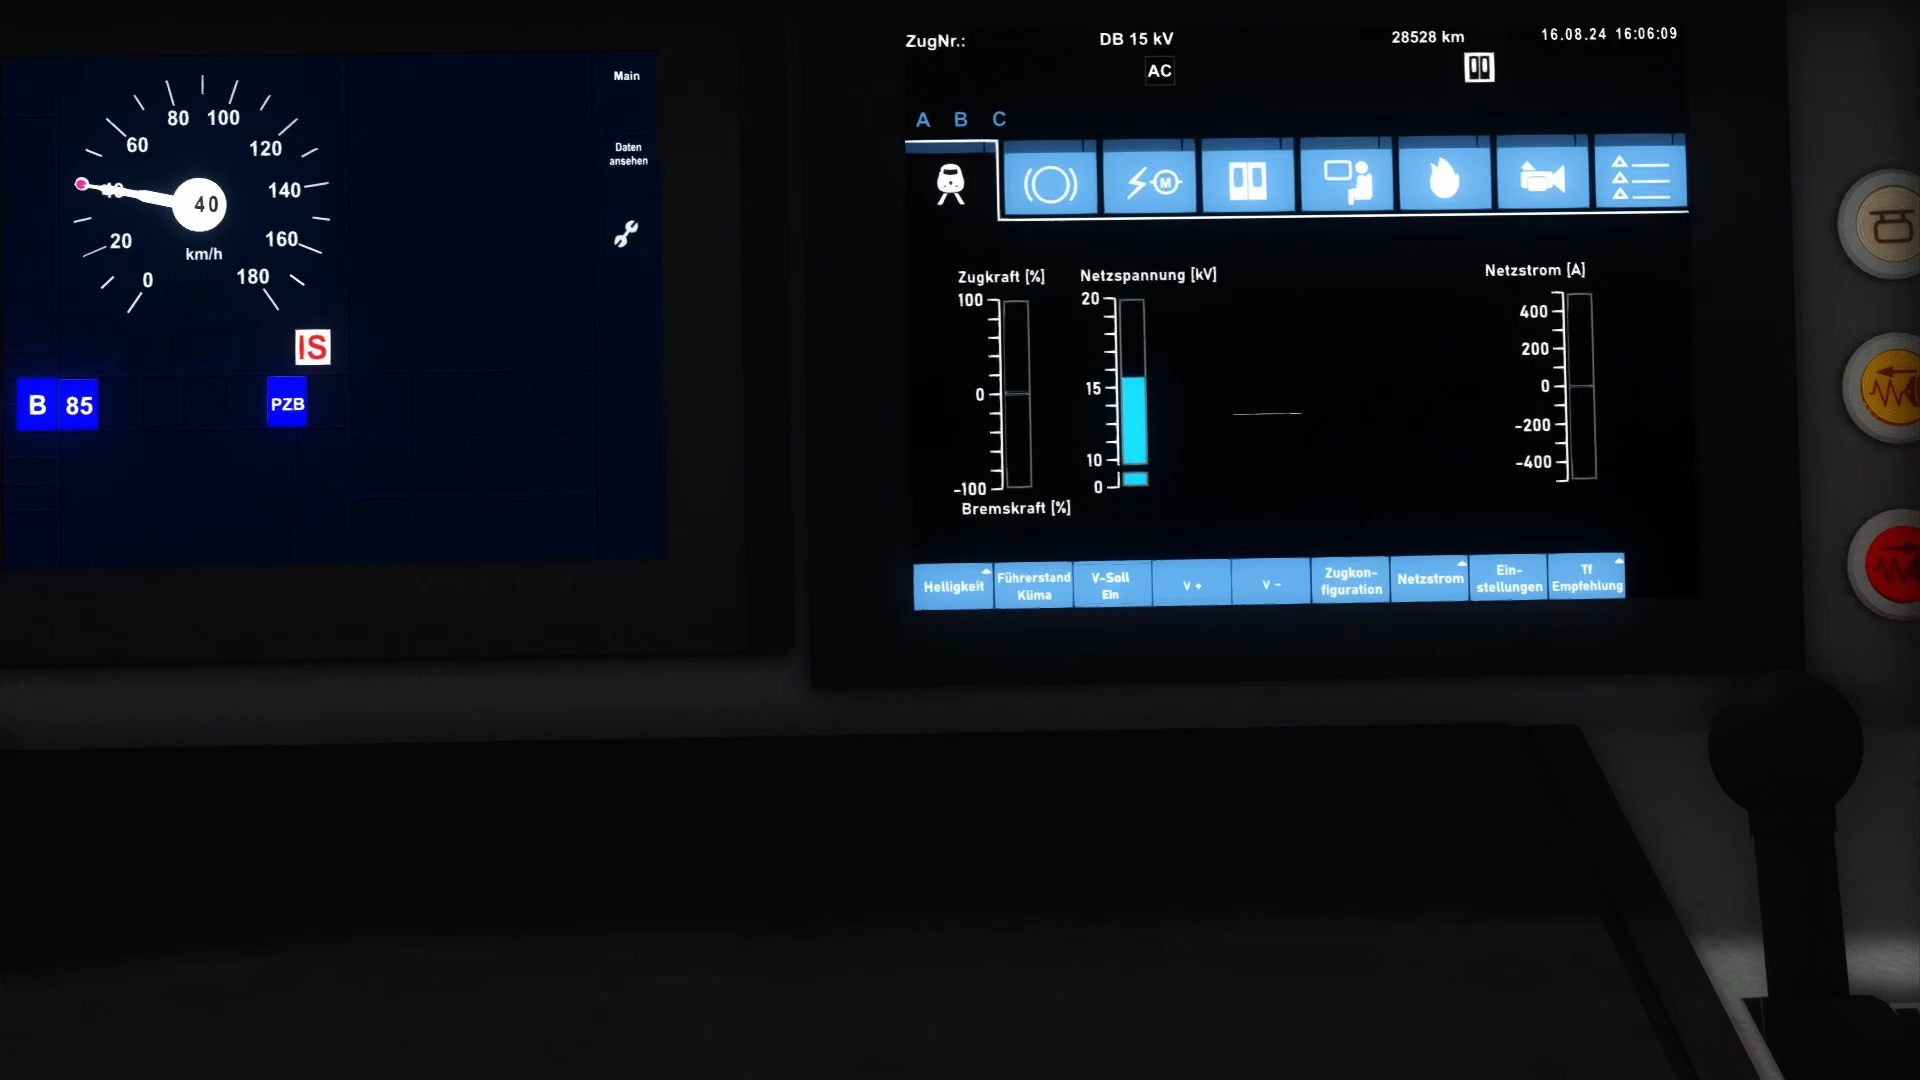 Main
Daten
ansehen
80 100
60 120
40 140
40
20 160
km/h
0 180
IS
B 85 PZB
ZugNr.: DB 15 kV 28528 km 16.08.24 16:06:09
AC
A B C
M
Zugkraft [%] Netzspannung [kV] Netzstrom [A]
100
0
-100
Bremskraft [%]
20
15
10
0
400
200
0
-200
-400
Helligkeit
Führerstand
Klima
V-Soll
Ein
V +
V -
Zugkon-
figuration
Netzstrom
Ein-
stellungen
Tf
Empfehlung